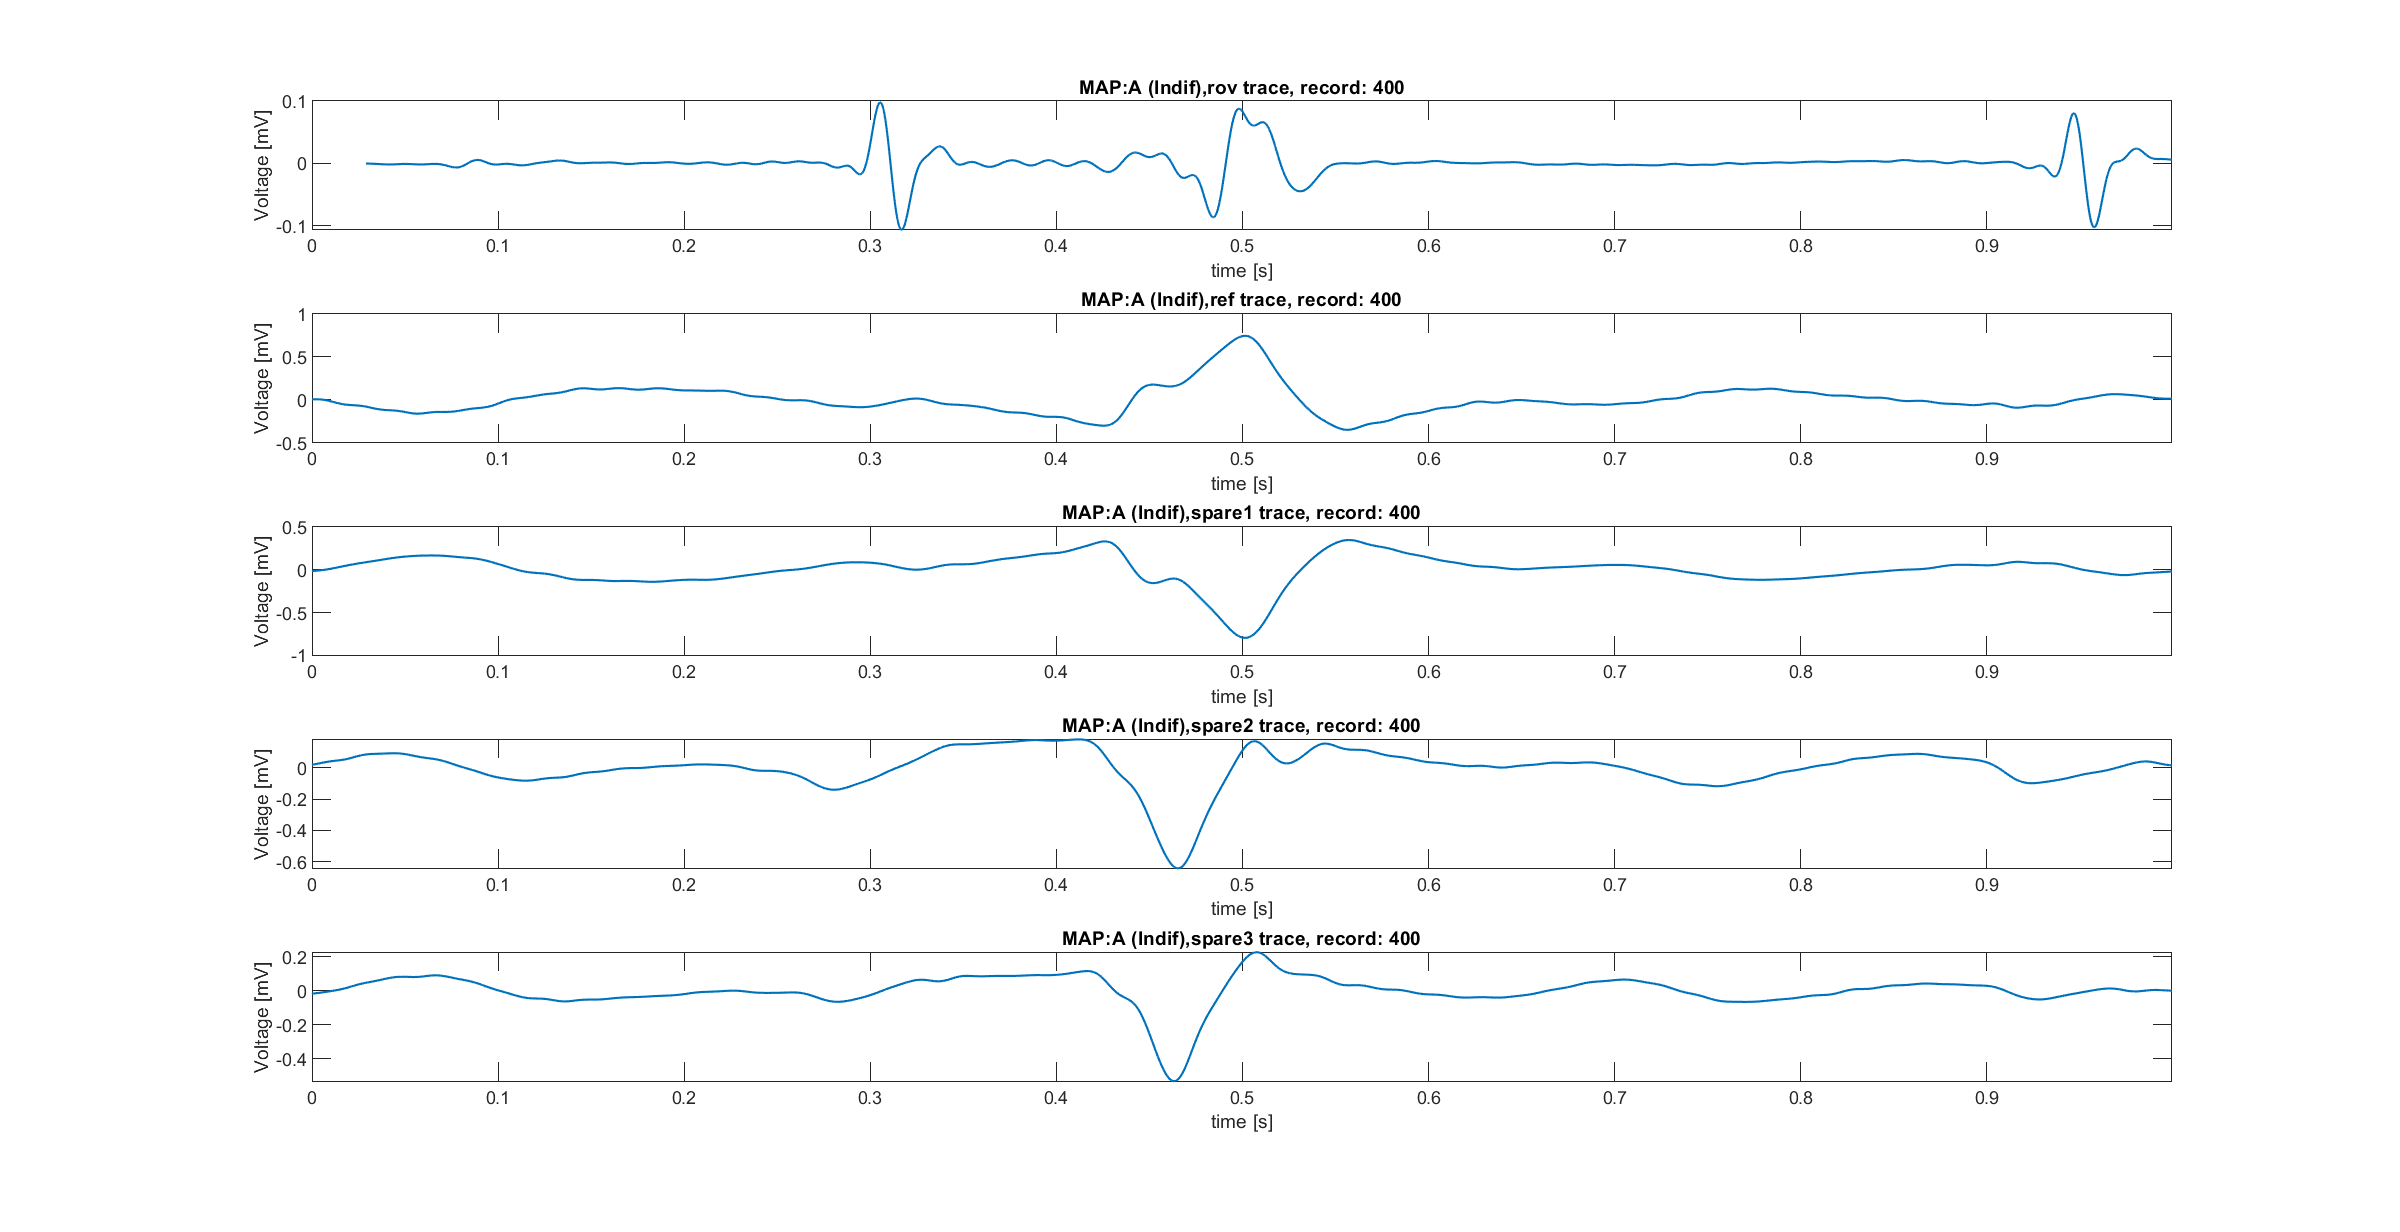 MAP:A (Indif),rov trace, record: 400
Voltage [mV]
0.1
0
-0.1
0 0.1 0.2 0.3 0.4 0.5 0.6 0.7 0.8 0.9
time [s]
MAP:A (Indif),ref trace, record: 400
Voltage [mV]
1
0.5
0
-0.5
0 0.1 0.2 0.3 0.4 0.5 0.6 0.7 0.8 0.9
time [s]
MAP:A (Indif),spare1 trace, record: 400
Voltage [mV]
0.5
0
-0.5
-1
0 0.1 0.2 0.3 0.4 0.5 0.6 0.7 0.8 0.9
time [s]
MAP:A (Indif),spare2 trace, record: 400
Voltage [mV]
0
-0.2
-0.4
-0.6
0 0.1 0.2 0.3 0.4 0.5 0.6 0.7 0.8 0.9
time [s]
MAP:A (Indif),spare3 trace, record: 400
Voltage [mV]
0.2
0
-0.2
-0.4
0 0.1 0.2 0.3 0.4 0.5 0.6 0.7 0.8 0.9
time [s]